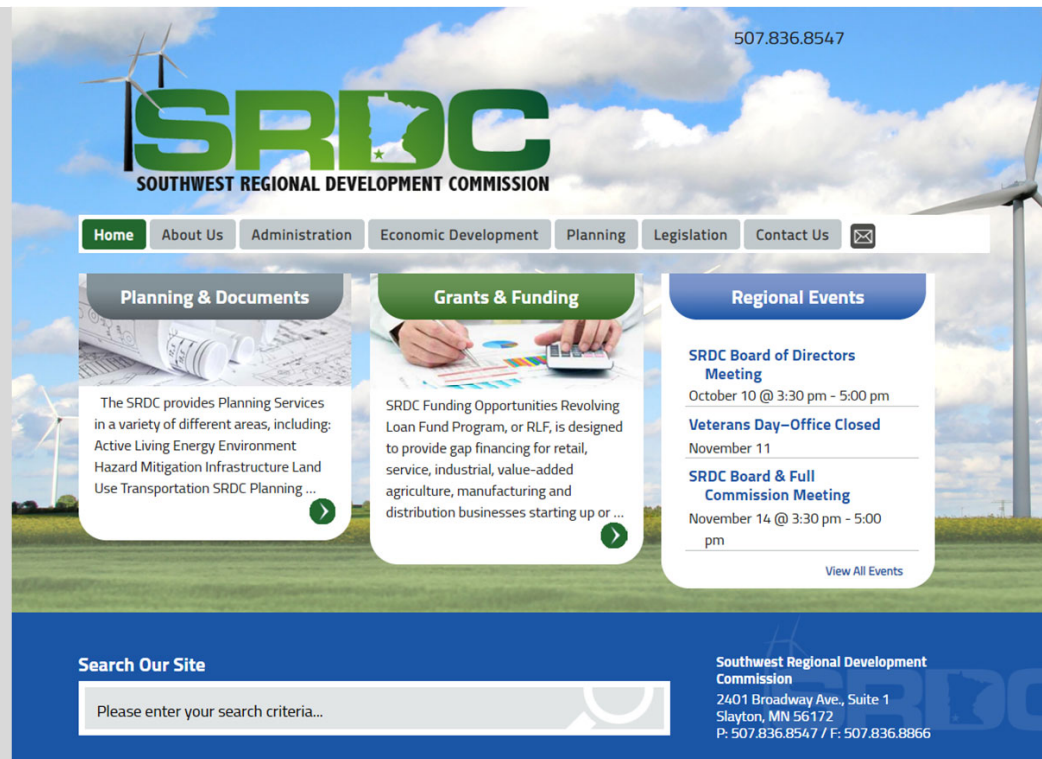 507.836.8547
SRDC
SOUTHWEST REGIONAL DEVELOPMENT COMMISSION
Home
About Us
Administration
Economic Development
Planning
Legislation
Contact Us
Planning & Documents
The SRDC provides Planning Services
in a variety of different areas, including:
Active Living Energy Environment
Hazard Mitigation Infrastructure Land
Use Transportation SRDC Planning ...
Grants & Funding
SRDC Funding Opportunities Revolving
Loan Fund Program, or RLF, is designed
to provide gap financing for retail,
service, industrial, value-added
agriculture, manufacturing and
distribution businesses starting up or ...
Regional Events
SRDC Board of Directors
Meeting
October 10 @ 3:30 pm - 5:00 pm
Veterans Day–Office Closed
November 11
SRDC Board & Full
Commission Meeting
November 14 @ 3:30 pm - 5:00
pm
View All Events
Search Our Site
Please enter your search criteria...
Southwest Regional Development
Commission
2401 Broadway Ave., Suite 1
Slayton, MN 56172
P: 507.836.8547 / F: 507.836.8866
SRDC